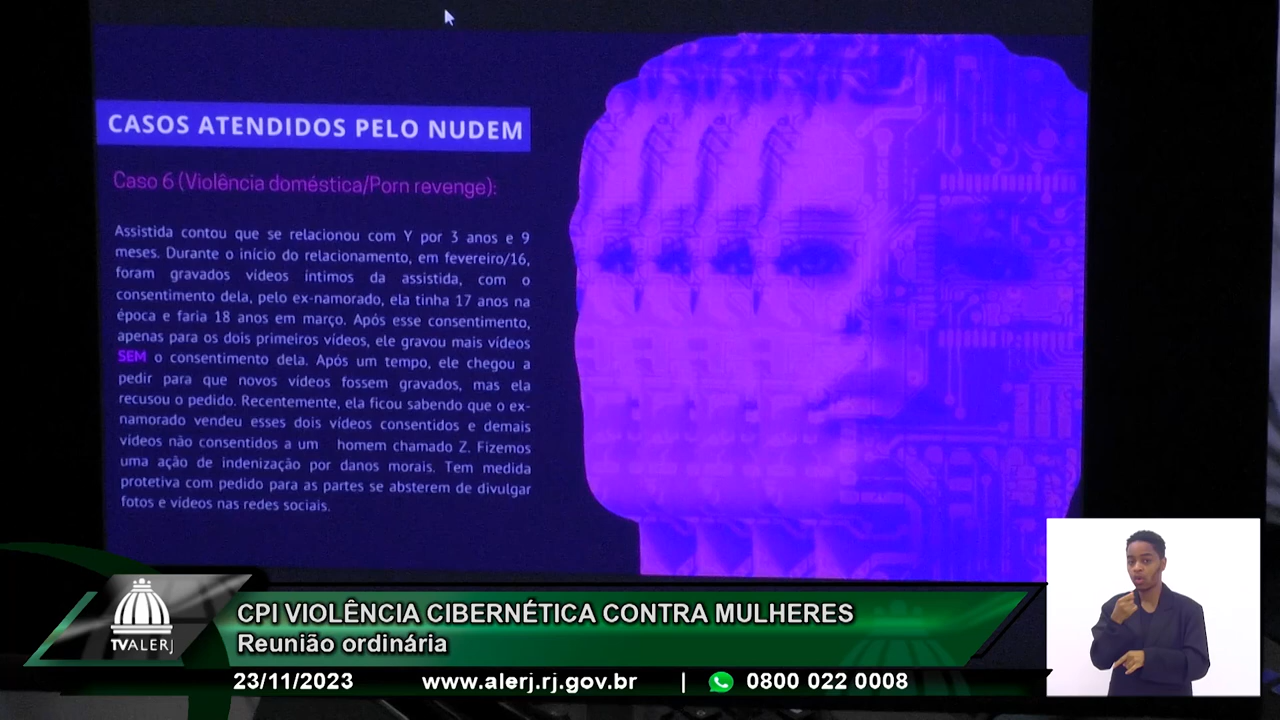 CASOS ATENDIDOS PELO NUDEM
Caso 6 (Violência doméstica/Porn revenge):
Assistida contou que se relacionou com Y por 3 anos e 9
meses. Durante o início do relacionamento, em fevereiro/16,
foram gravados vídeos íntimos da assistida, com o
consentimento dela, pelo ex-namorado, ela tinha 17 anos na
época e faria 18 anos em março. Após esse consentimento,
apenas para os dois primeiros vídeos, ele gravou mais vídeos
SEM o consentimento dela. Após um tempo, ele chegou a
pedir para que novos vídeos fossem gravados, mas ela
recusou o pedido. Recentemente, ela ficou sabendo que o ex-
namorado vendeu esses dois vídeos consentidos e demais
vídeos não consentidos a um homem chamado Z. Fizemos
uma ação de indenização por danos morais. Tem medida
protetiva com pedido para as partes se absterem de divulgar
fotos e vídeos nas redes sociais.
TVALERJ
CPI VIOLÊNCIA CIBERNÉTICA CONTRA MULHERES
Reunião ordinária
23/11/2023 www.alerj.rj.gov.br | 0800 022 0008